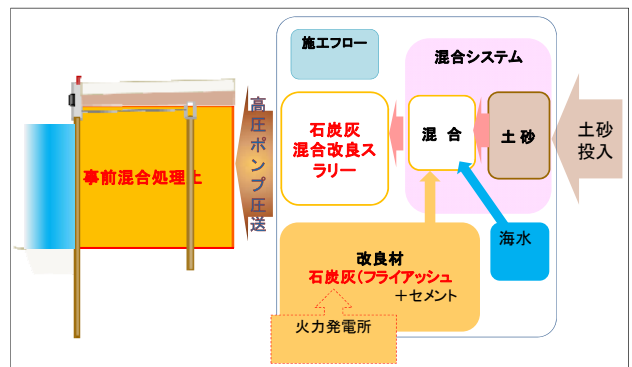 施工フロー
混合システム
土砂
投入
土 砂
混 合
石炭灰
混合改良ス
ラリー
高圧ポンプ圧送
事前混合処理土
海水
改良材
石炭灰(フライアッシュ
+セメント
火力発電所